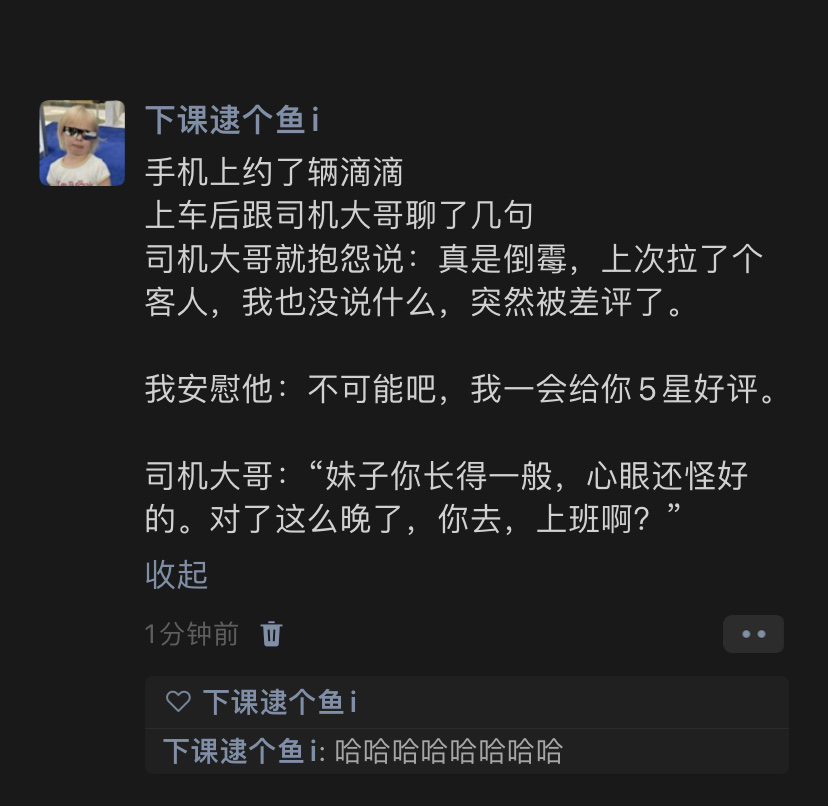 下课逮个鱼i
手机上约了辆滴滴
上车后跟司机大哥聊了几句
司机大哥就抱怨说：真是倒霉，上次拉了个
客人，我也没说什么，突然被差评了。
我安慰他：不可能吧，我一会给你5星好评。
司机大哥：“妹子你长得一般，心眼还怪好
的。对了这么晚了，你去，上班啊？”
收起
1分钟前
下课逮个鱼i
下课逮个鱼i: 哈哈哈哈哈哈哈哈